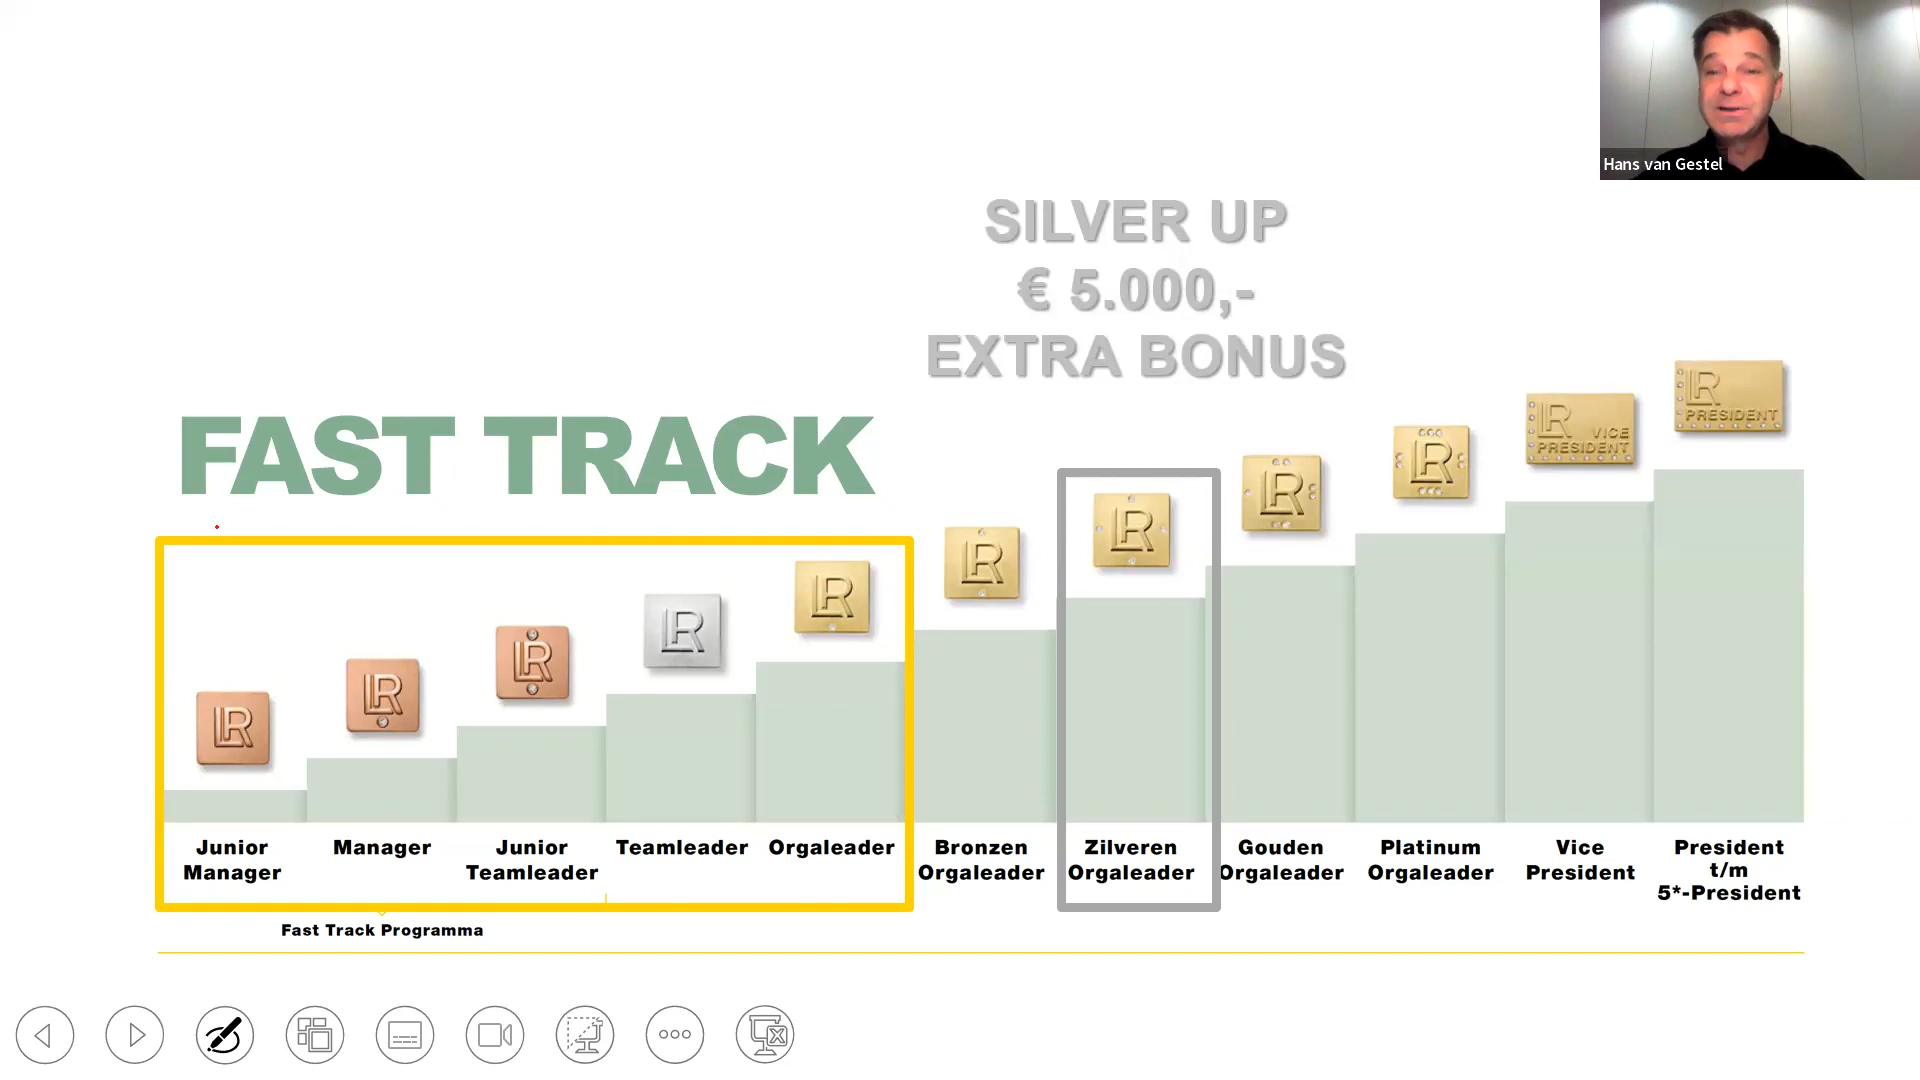 Hans van Gestel
SILVER UP
€ 5.000,-
EXTRA BONUS
FAST TRACK
LR
LR
LR
LR
LR
LR
LR
LR
LR
LR VICE
PRESIDENT
LR
PRESIDENT
Junior
Manager
Manager
Junior
Teamleader
Teamleader
Orgaleader
Bronzen
Orgaleader
Zilveren
Orgaleader
Gouden
Orgaleader
Platinum
Orgaleader
Vice
President
President
t/m
5*-President
Fast Track Programma